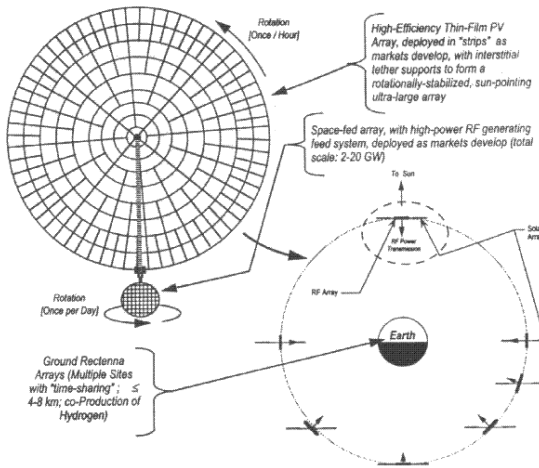 Rotation
[Once / Hour]
High-Efficiency Thin-Film PV
Array, deployed in "strips" as
markets develop, with interstitial
tether supports to form a
rotationally-stabilized, sun-pointing
ultra-large array
Space-fed array, with high-power RF generating
feed system, deployed as markets develop (total
scale: 2-20 GW)
To Sun
RF Power
Transmission
RF Array
Rotation
[Once per Day]
Earth
Ground Rectenna
Arrays (Multiple Sites
with "time-sharing" ; ≤
4-8 km; co-Production of
Hydrogen)